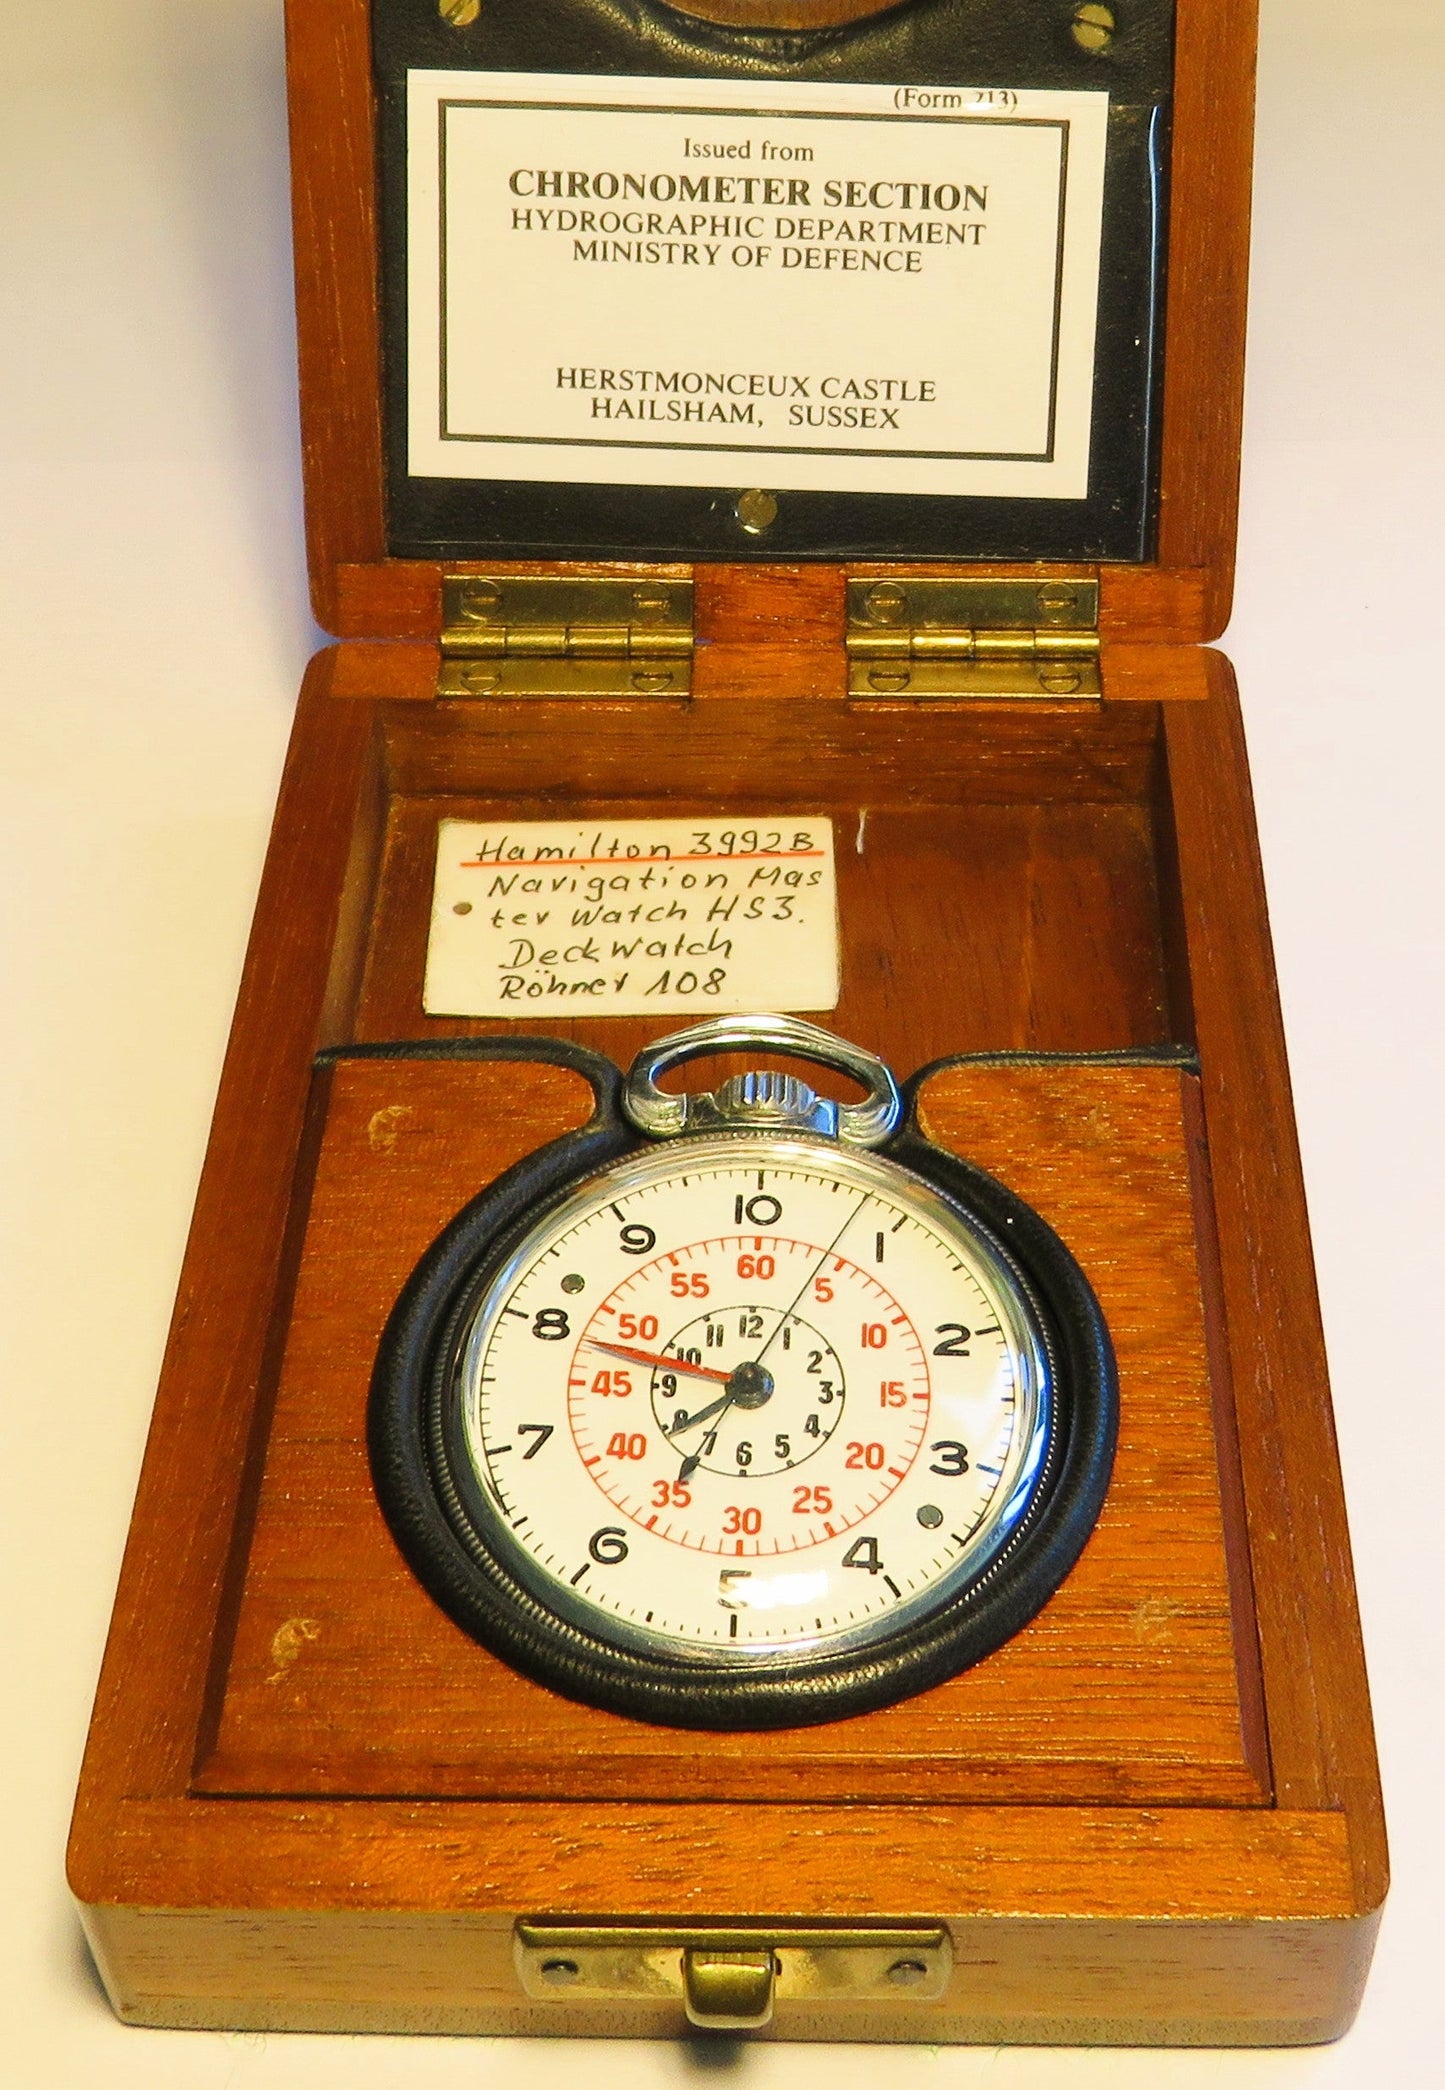 (Form 213)
Issued from
CHRONOMETER SECTION
HYDROGRAPHIC DEPARTMENT
MINISTRY OF DEFENCE
HERSTMONCEUX CASTLE
HAILSHAM, SUSSEX
Hamilton 3992B
Navigation Mas
ter Watch HS3.
Deck Watch
Röhner 108
10
1
2
3
4
5
6
7
8
9
60
5
10
15
20
25
30
35
40
45
50
55
12
1
2
3
4
5
6
7
8
9
10
11